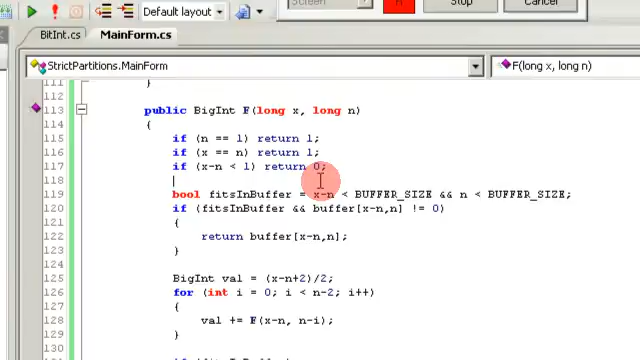 Screen
Stop
Cancel
Default layout
BitInt.cs MainForm.cs
StrictPartitions.MainForm F(long x, long n)
111 }
112
113 public BigInt F(long x, long n)
114 {
115 if (n == 1) return 1;
116 if (x == n) return 1;
117 if (x-n < 1) return 0;
118
119 bool fitsInBuffer = x-n < BUFFER_SIZE && n < BUFFER_SIZE;
120 if (fitsInBuffer && buffer[x-n,n] != 0)
121 {
122 return buffer[x-n,n];
123 }
124
125 BigInt val = (x-n+2)/2;
126 for (int i = 0; i < n-2; i++)
127 {
128 val += F(x-n, n-i);
129 }
130
131